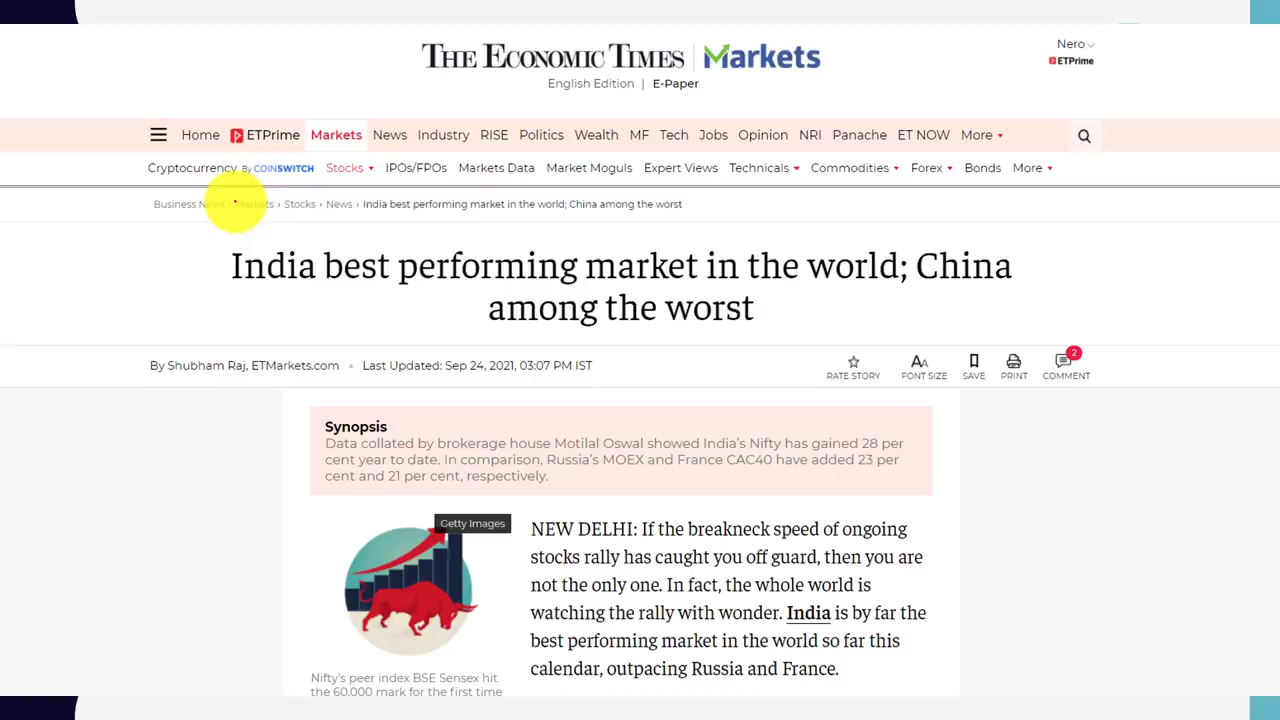 THE ECONOMIC TIMES | Markets
English Edition | E-Paper
Nero
ETPrime
Home ETPrime Markets News Industry RISE Politics Wealth MF Tech Jobs Opinion NRI Panache ET NOW More
Cryptocurrency By COINSWITCH Stocks IPOs/FPOs Markets Data Market Moguls Expert Views Technicals Commodities Forex Bonds More
Business News › Markets › Stocks › News › India best performing market in the world; China among the worst
India best performing market in the world; China
among the worst
By Shubham Raj, ETMarkets.com • Last Updated: Sep 24, 2021, 03:07 PM IST
2
RATE STORY FONT SIZE SAVE PRINT COMMENT
Synopsis
Data collated by brokerage house Motilal Oswal showed India's Nifty has gained 28 per
cent year to date. In comparison, Russia's MOEX and France CAC40 have added 23 per
cent and 21 per cent, respectively.
Getty Images
Nifty's peer index BSE Sensex hit
the 60,000 mark for the first time
NEW DELHI: If the breakneck speed of ongoing
stocks rally has caught you off guard, then you are
not the only one. In fact, the whole world is
watching the rally with wonder. India is by far the
best performing market in the world so far this
calendar, outpacing Russia and France.